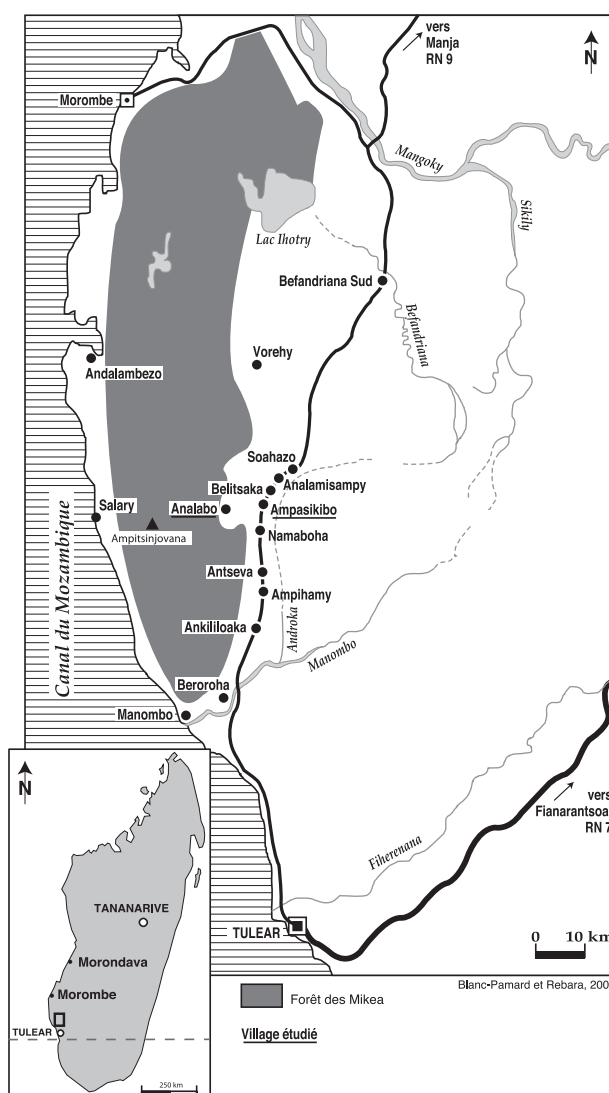 vers
Manja
RN 9
N
Morombe
Mangoky
Sikily
Lac Ihotry
Befandriana Sud
Befandriana
Vorehy
Andalambezo
Soahazo
Analamisampy
Belitsaka
Salary
Analabo
Ampasikibo
Ampitsinjovana
Namaboha
Canal du Mozambique
Antseva
Ampihamy
Ankililoaka
Androka
Manombo
Beroroha
Manombo
N
vers
Fianarantsoa
RN 7
Fiherenana
TANANARIVE
TULEAR
0 10 km
Morondava
Morombe
TULEAR
250 km
Forêt des Mikea
Blanc-Pamard et Rebara, 200
Village étudié